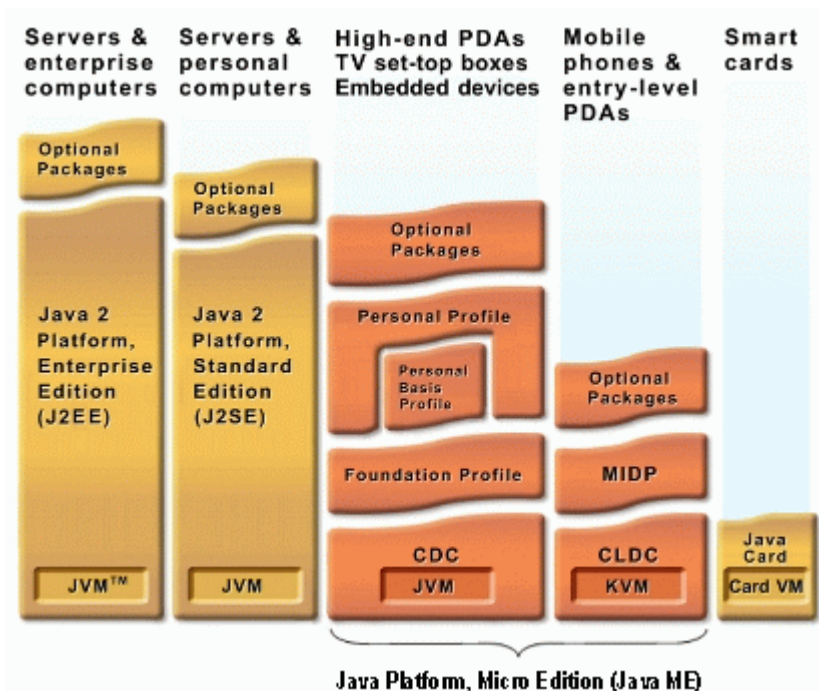 Servers &
enterprise
computers
Servers &
personal
computers
High-end PDAs
TV set-top boxes
Embedded devices
Mobile
phones &
entry-level
PDAs
Smart
cards
Optional
Packages
Java 2
Platform,
Enterprise
Edition
(J2EE)
JVM™
Optional
Packages
Java 2
Platform,
Standard
Edition
(J2SE)
JVM
Optional
Packages
Personal Profile
Personal
Basis
Profile
Foundation Profile
CDC
JVM
Optional
Packages
MIDP
CLDC
KVM
Java
Card
Card VM
Java Platform, Micro Edition (Java ME)